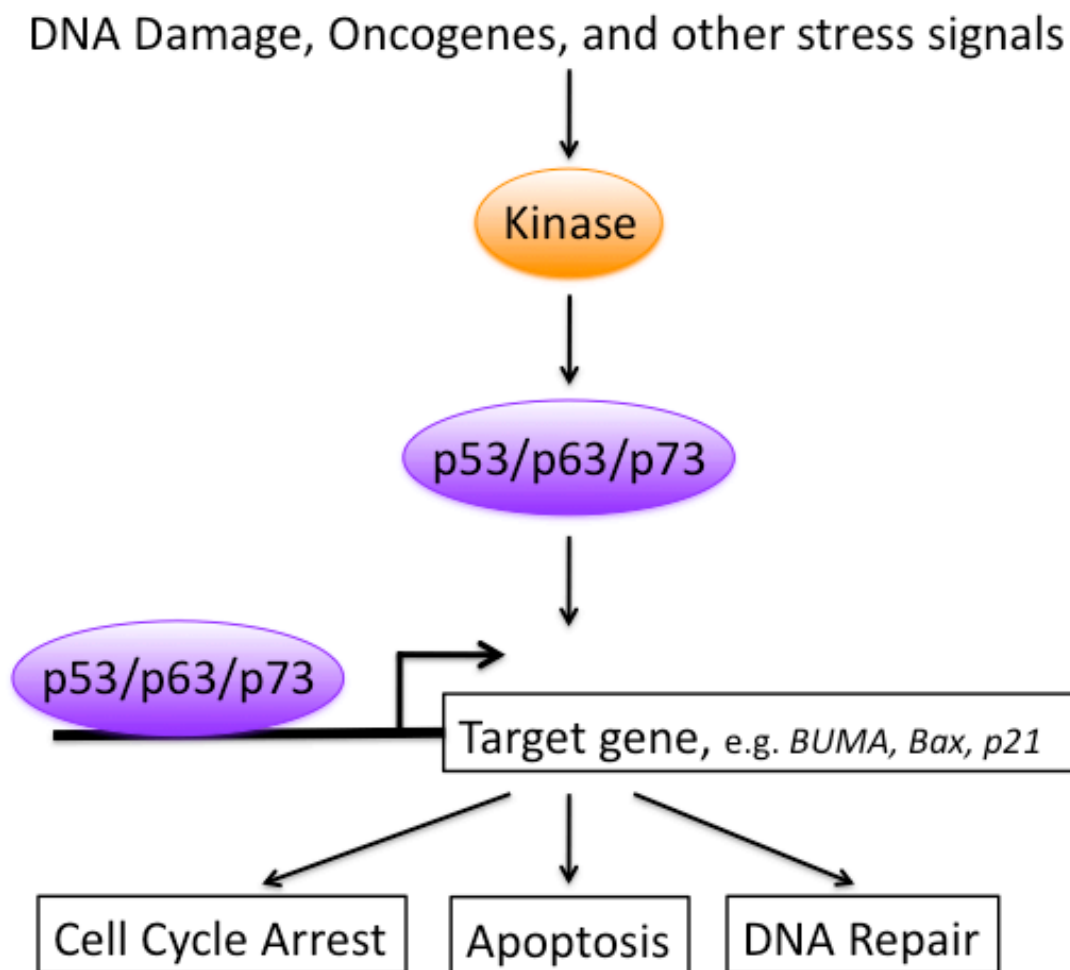 DNA Damage, Oncogenes, and other stress signals
Kinase
p53/p63/p73
p53/p63/p73
Target gene, e.g. BUMA, Bax, p21
Cell Cycle Arrest
Apoptosis
DNA Repair